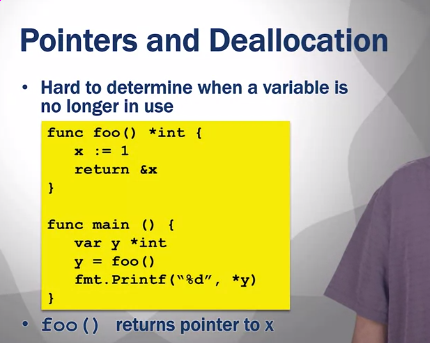 Pointers and Deallocation
• Hard to determine when a variable is
no longer in use
func foo() *int {
x := 1
return &x
}
func main () {
var y *int
y = foo()
fmt.Printf(“%d”, *y)
}
• foo() returns pointer to x